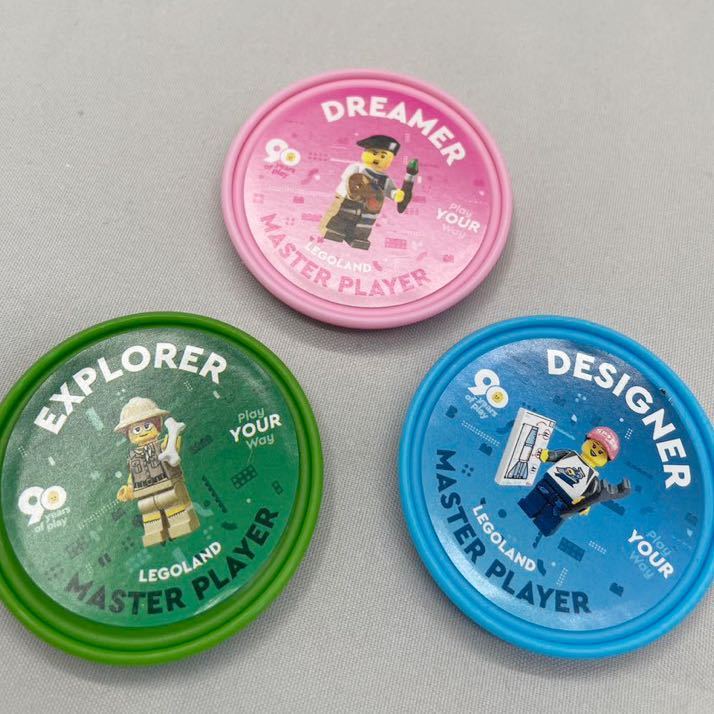 DREAMER
90
years
of play
Play
YOUR
Way
LEGOLAND
MASTER PLAYER
EXPLORER
Play
YOUR
Way
90
years
of play
LEGOLAND
MASTER PLAYER
DESIGNER
90
years
of play
Play
YOUR
Way
LEGOLAND
MASTER PLAYER